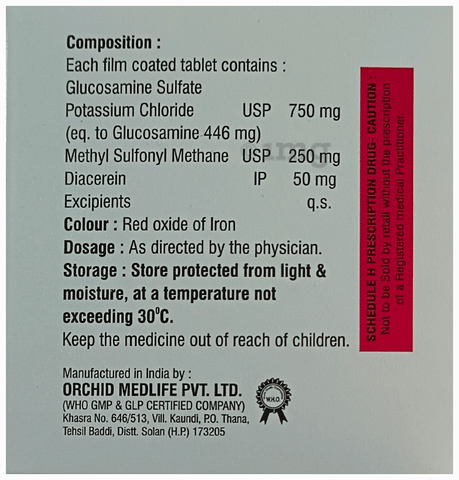 Composition :
Each film coated tablet contains :
Glucosamine Sulfate
Potassium Chloride USP 750 mg
(eq. to Glucosamine 446 mg)
Methyl Sulfonyl Methane USP 250 mg
Diacerein IP 50 mg
Excipients q.s.
Colour : Red oxide of Iron
Dosage : As directed by the physician.
Storage : Store protected from light &
moisture, at a temperature not
exceeding 30⁰C.
Keep the medicine out of reach of children.
Manufactured in India by :
ORCHID MEDLIFE PVT. LTD.
(WHO GMP & GLP CERTIFIED COMPANY)
Khasra No. 646/513, Vill. Kaundi, P.O. Thana,
Tehsil Baddi, Distt. Solan (H.P.) 173205
W.H.O.
SCHEDULE H PRESCRIPTION DRUG- CAUTION :
Not to be Sold by retail without the prescription
of a Registered medical Practitioner